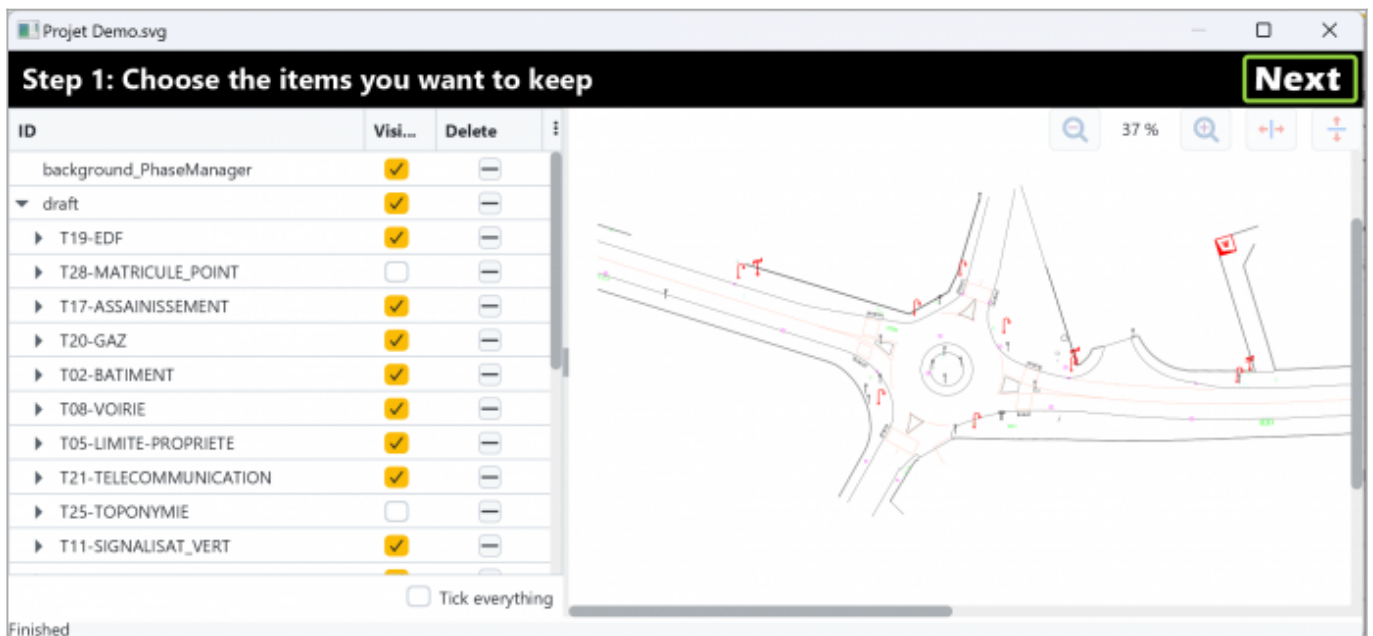 Projet Demo.svg
Step 1: Choose the items you want to keep
Next
ID Visi... Delete
37 %
background_PhaseManager
draft
T19-EDF
T28-MATRICULE_POINT
T17-ASSAINISSEMENT
T20-GAZ
T02-BATIMENT
T08-VOIRIE
T05-LIMITE-PROPRIETE
T21-TELECOMMUNICATION
T25-TOPONYMIE
T11-SIGNALISAT_VERT
Tick everything
Finished